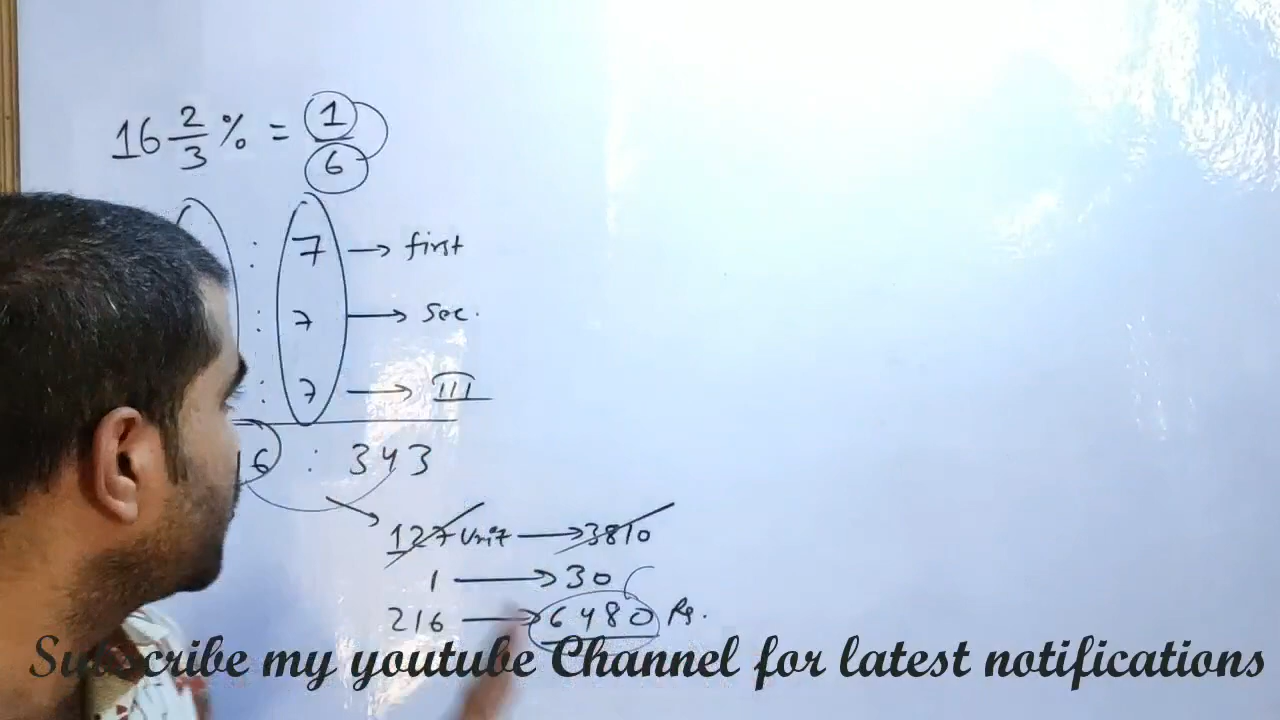 16 2/3 % = 1/6
: 7 → first
: 7 → Sec.
: 7 → III
16 : 343
127 Unit → 3810
1 → 30
216 → 6480 Rs.
Subscribe my youtube Channel for latest notifications